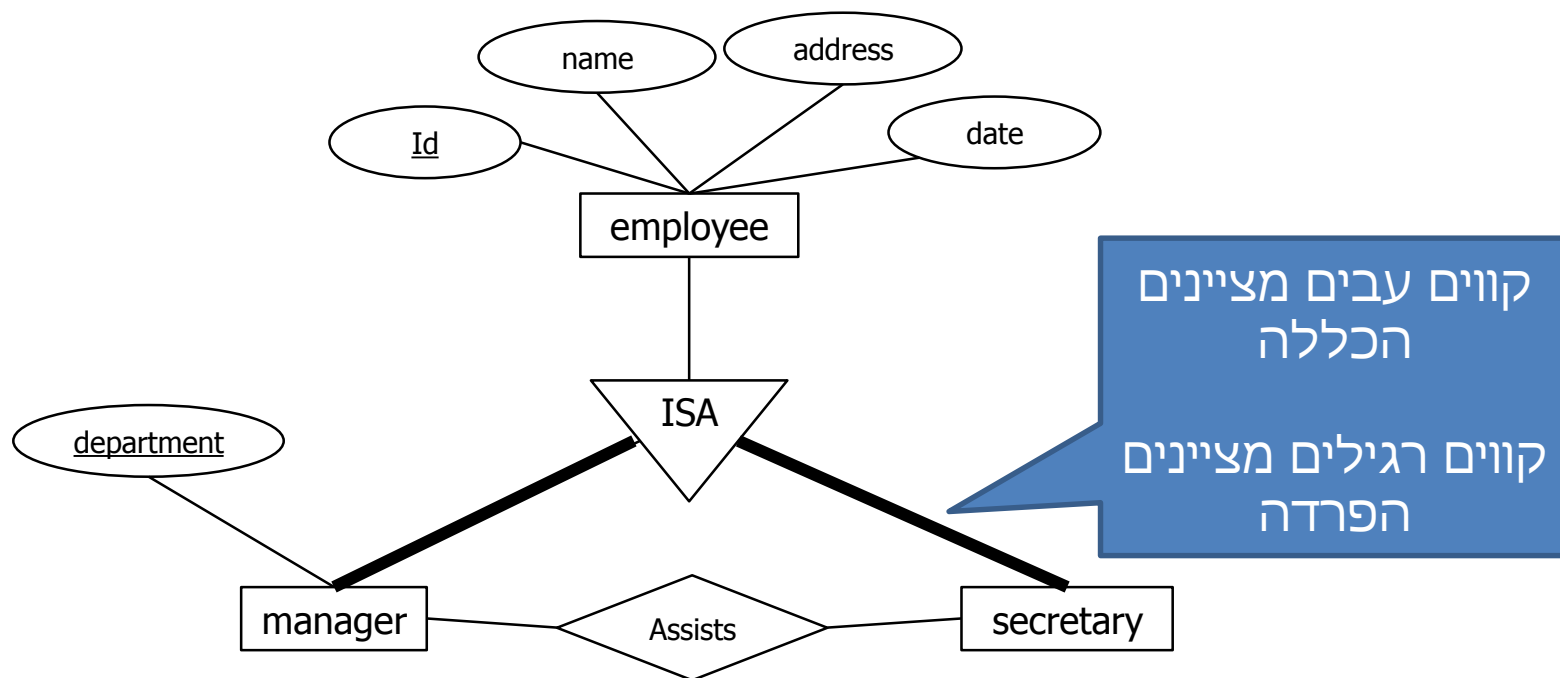 name
address
Id
date
employee
קווים עבים מציינים
הכללה
ISA
department
קווים רגילים מציינים
הפרדה
manager
Assists
secretary